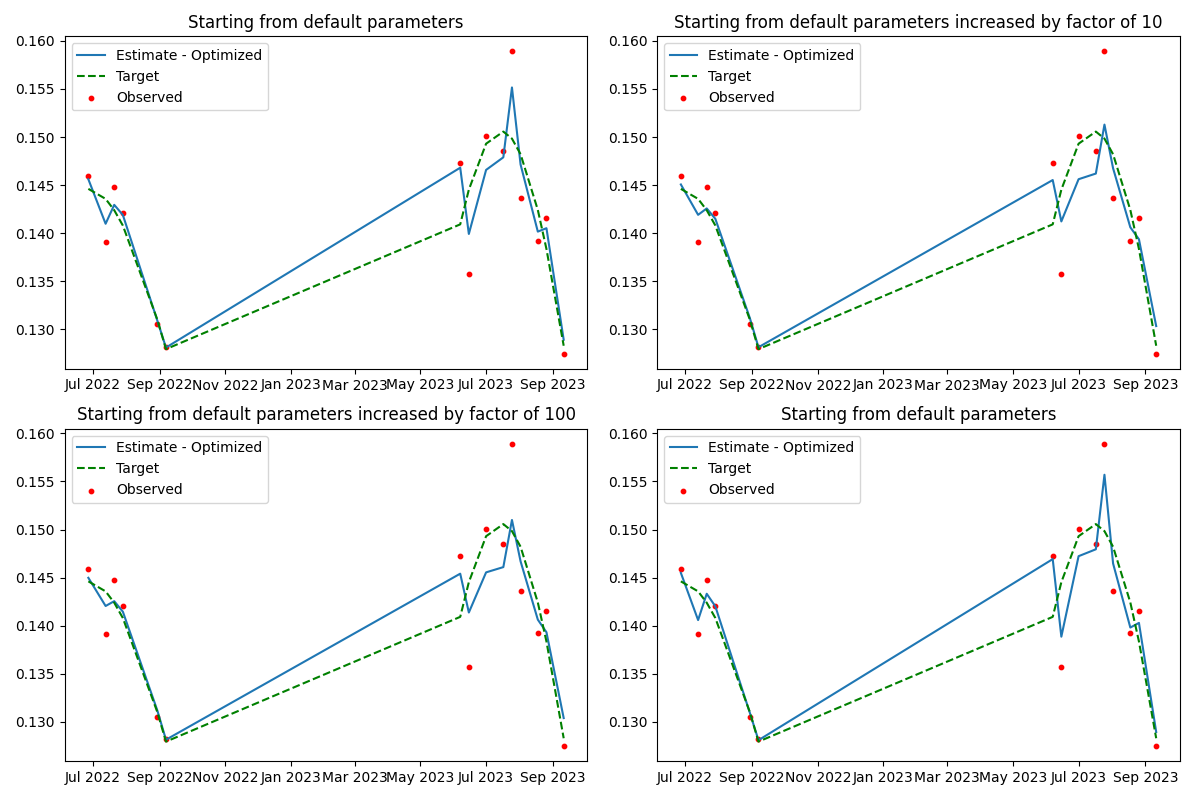 Starting from default parameters
0.160
0.155
0.150
0.145
0.140
0.135
0.130
Estimate - Optimized
Target
Observed
Jul 2022 Sep 2022 Nov 2022 Jan 2023 Mar 2023 May 2023 Jul 2023 Sep 2023
Starting from default parameters increased by factor of 10
0.160
0.155
0.150
0.145
0.140
0.135
0.130
Estimate - Optimized
Target
Observed
Jul 2022 Sep 2022 Nov 2022 Jan 2023 Mar 2023 May 2023 Jul 2023 Sep 2023
Starting from default parameters increased by factor of 100
0.160
0.155
0.150
0.145
0.140
0.135
0.130
Estimate - Optimized
Target
Observed
Jul 2022 Sep 2022 Nov 2022 Jan 2023 Mar 2023 May 2023 Jul 2023 Sep 2023
Starting from default parameters
0.160
0.155
0.150
0.145
0.140
0.135
0.130
Estimate - Optimized
Target
Observed
Jul 2022 Sep 2022 Nov 2022 Jan 2023 Mar 2023 May 2023 Jul 2023 Sep 2023